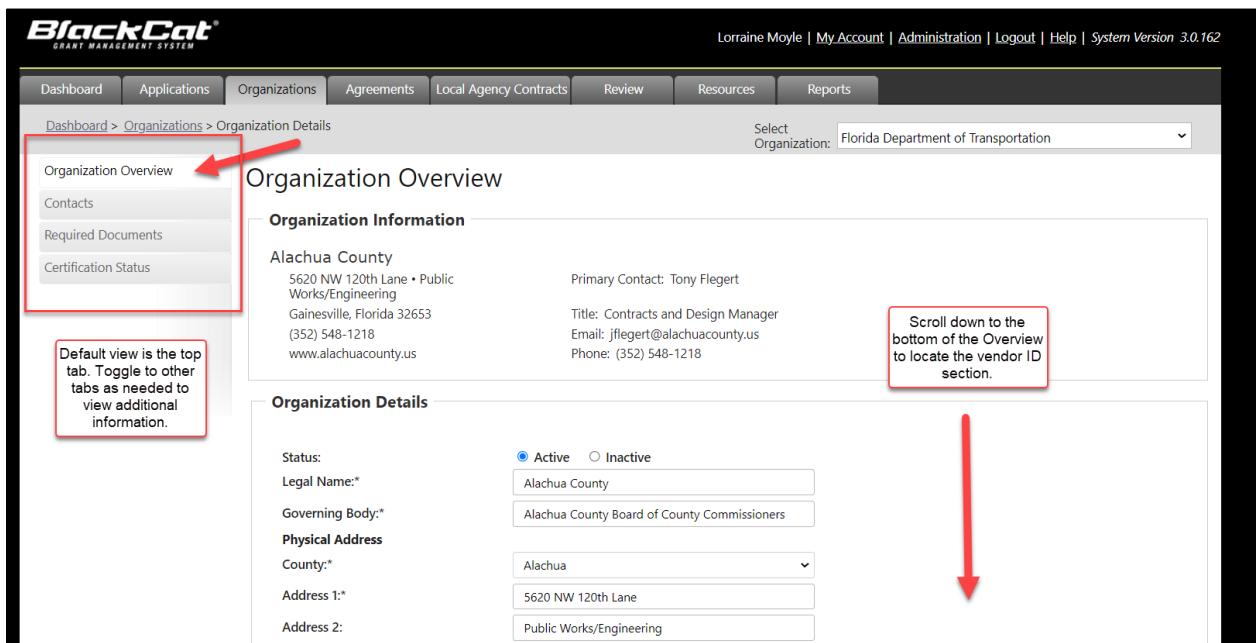 BlackCat®
GRANT MANAGEMENT SYSTEM
Lorraine Moyle | My Account | Administration | Logout | Help | System Version 3.0.162
Dashboard Applications Organizations Agreements Local Agency Contracts Review Resources Reports
Dashboard > Organizations > Organization Details
Select
Organization:
Florida Department of Transportation
Organization Overview
Contacts
Required Documents
Certification Status
Default view is the top
tab. Toggle to other
tabs as needed to
view additional
information.
Organization Overview
Organization Information
Alachua County
5620 NW 120th Lane • Public
Works/Engineering
Gainesville, Florida 32653
(352) 548-1218
www.alachuacounty.us
Primary Contact: Tony Flegert
Title: Contracts and Design Manager
Email: jflegert@alachuacounty.us
Phone: (352) 548-1218
Scroll down to the
bottom of the Overview
to locate the vendor ID
section.
Organization Details
Status: Active Inactive
Legal Name:* Alachua County
Governing Body:* Alachua County Board of County Commissioners
Physical Address
County:* Alachua
Address 1:* 5620 NW 120th Lane
Address 2: Public Works/Engineering